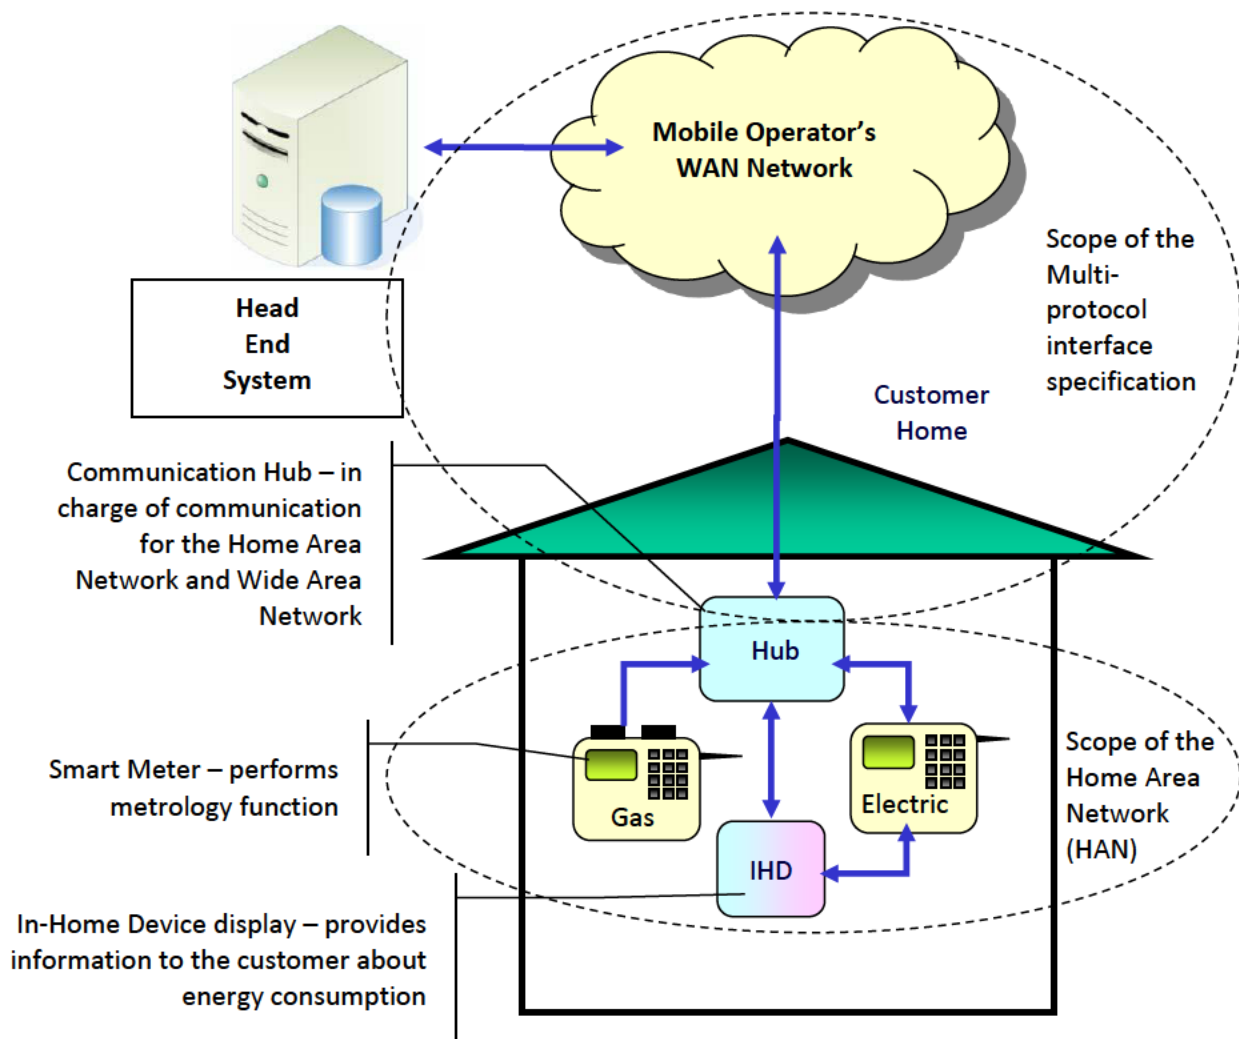 Mobile Operator’s
WAN Network
Scope of the
Multi-
protocol
interface
specification
Head
End
System
Customer
Home
Communication Hub – in
charge of communication
for the Home Area
Network and Wide Area
Network
Hub
Smart Meter – performs
metrology function
Gas
Electric
Scope of the
Home Area
Network
(HAN)
IHD
In-Home Device display – provides
information to the customer about
energy consumption